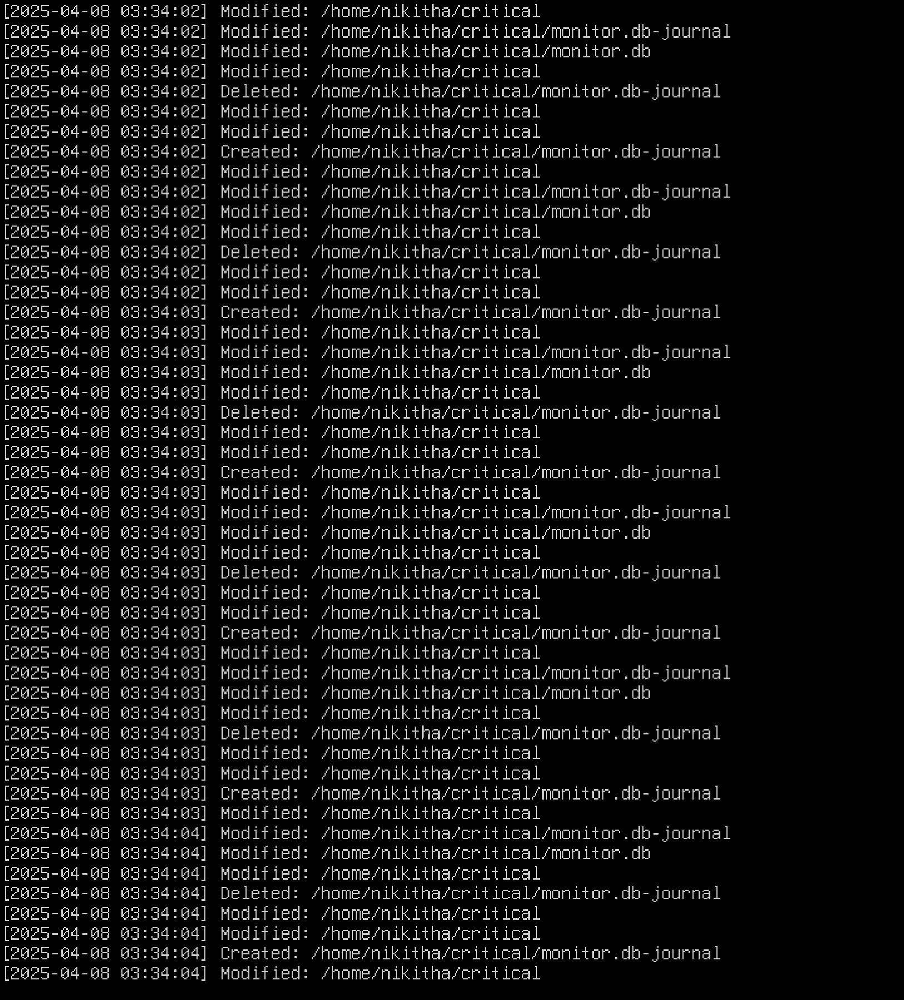 [2025-04-08 03:34:02] Modified: /home/nikitha/critical
[2025-04-08 03:34:02] Modified: /home/nikitha/critical/monitor.db-journal
[2025-04-08 03:34:02] Modified: /home/nikitha/critical/monitor.db
[2025-04-08 03:34:02] Modified: /home/nikitha/critical
[2025-04-08 03:34:02] Deleted: /home/nikitha/critical/monitor.db-journal
[2025-04-08 03:34:02] Modified: /home/nikitha/critical
[2025-04-08 03:34:02] Modified: /home/nikitha/critical
[2025-04-08 03:34:02] Created: /home/nikitha/critical/monitor.db-journal
[2025-04-08 03:34:02] Modified: /home/nikitha/critical
[2025-04-08 03:34:02] Modified: /home/nikitha/critical/monitor.db-journal
[2025-04-08 03:34:02] Modified: /home/nikitha/critical/monitor.db
[2025-04-08 03:34:02] Modified: /home/nikitha/critical
[2025-04-08 03:34:02] Deleted: /home/nikitha/critical/monitor.db-journal
[2025-04-08 03:34:02] Modified: /home/nikitha/critical
[2025-04-08 03:34:02] Modified: /home/nikitha/critical
[2025-04-08 03:34:03] Created: /home/nikitha/critical/monitor.db-journal
[2025-04-08 03:34:03] Modified: /home/nikitha/critical
[2025-04-08 03:34:03] Modified: /home/nikitha/critical/monitor.db-journal
[2025-04-08 03:34:03] Modified: /home/nikitha/critical/monitor.db
[2025-04-08 03:34:03] Modified: /home/nikitha/critical
[2025-04-08 03:34:03] Deleted: /home/nikitha/critical/monitor.db-journal
[2025-04-08 03:34:03] Modified: /home/nikitha/critical
[2025-04-08 03:34:03] Modified: /home/nikitha/critical
[2025-04-08 03:34:03] Created: /home/nikitha/critical/monitor.db-journal
[2025-04-08 03:34:03] Modified: /home/nikitha/critical
[2025-04-08 03:34:03] Modified: /home/nikitha/critical/monitor.db-journal
[2025-04-08 03:34:03] Modified: /home/nikitha/critical/monitor.db
[2025-04-08 03:34:03] Modified: /home/nikitha/critical
[2025-04-08 03:34:03] Deleted: /home/nikitha/critical/monitor.db-journal
[2025-04-08 03:34:03] Modified: /home/nikitha/critical
[2025-04-08 03:34:03] Modified: /home/nikitha/critical
[2025-04-08 03:34:03] Created: /home/nikitha/critical/monitor.db-journal
[2025-04-08 03:34:03] Modified: /home/nikitha/critical
[2025-04-08 03:34:03] Modified: /home/nikitha/critical/monitor.db-journal
[2025-04-08 03:34:03] Modified: /home/nikitha/critical/monitor.db
[2025-04-08 03:34:03] Modified: /home/nikitha/critical
[2025-04-08 03:34:03] Deleted: /home/nikitha/critical/monitor.db-journal
[2025-04-08 03:34:03] Modified: /home/nikitha/critical
[2025-04-08 03:34:03] Modified: /home/nikitha/critical
[2025-04-08 03:34:03] Created: /home/nikitha/critical/monitor.db-journal
[2025-04-08 03:34:03] Modified: /home/nikitha/critical
[2025-04-08 03:34:04] Modified: /home/nikitha/critical/monitor.db-journal
[2025-04-08 03:34:04] Modified: /home/nikitha/critical/monitor.db
[2025-04-08 03:34:04] Modified: /home/nikitha/critical
[2025-04-08 03:34:04] Deleted: /home/nikitha/critical/monitor.db-journal
[2025-04-08 03:34:04] Modified: /home/nikitha/critical
[2025-04-08 03:34:04] Modified: /home/nikitha/critical
[2025-04-08 03:34:04] Created: /home/nikitha/critical/monitor.db-journal
[2025-04-08 03:34:04] Modified: /home/nikitha/critical